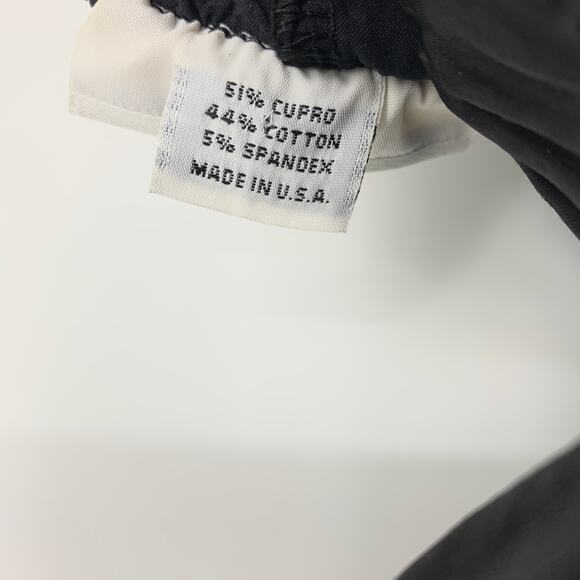 51% CUPRO
44% COTTON
5% SPANDEX
MADE IN U.S.A.